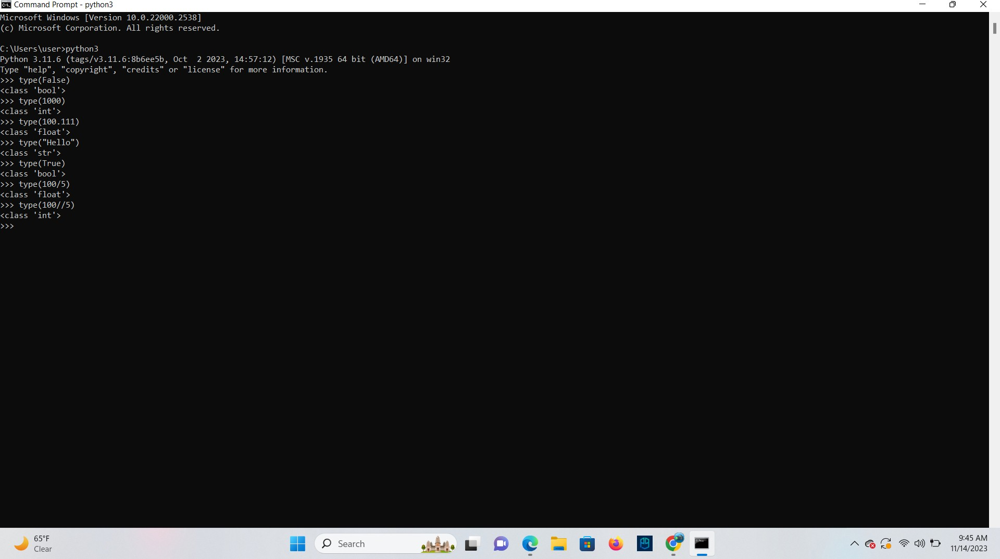 Command Prompt - python3
Microsoft Windows [Version 10.0.22000.2538]
(c) Microsoft Corporation. All rights reserved.
C:\Users\user>python3
Python 3.11.6 (tags/v3.11.6:8b6ee5b, Oct  2 2023, 14:57:12) [MSC v.1935 64 bit (AMD64)] on win32
Type "help", "copyright", "credits" or "license" for more information.
>>> type(False)
<class 'bool'>
>>> type(1000)
<class 'int'>
>>> type(100.111)
<class 'float'>
>>> type("Hello")
<class 'str'>
>>> type(True)
<class 'bool'>
>>> type(100/5)
<class 'float'>
>>> type(100//5)
<class 'int'>
>>>
65°F
Clear
Search
9:45 AM
11/14/2023